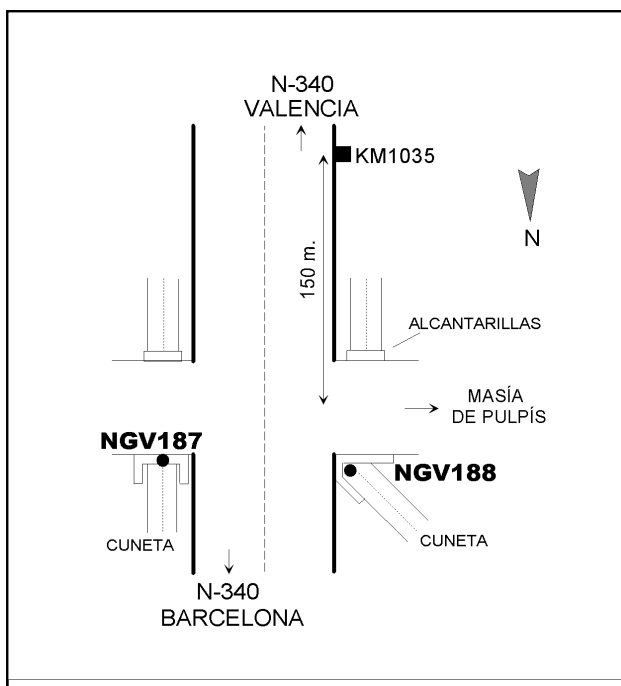 N-340
VALENCIA
KM1035
N
150 m.
ALCANTARILLAS
MASÍA
DE PULPÍS
NGV187
NGV188
CUNETA
CUNETA
N-340
BARCELONA